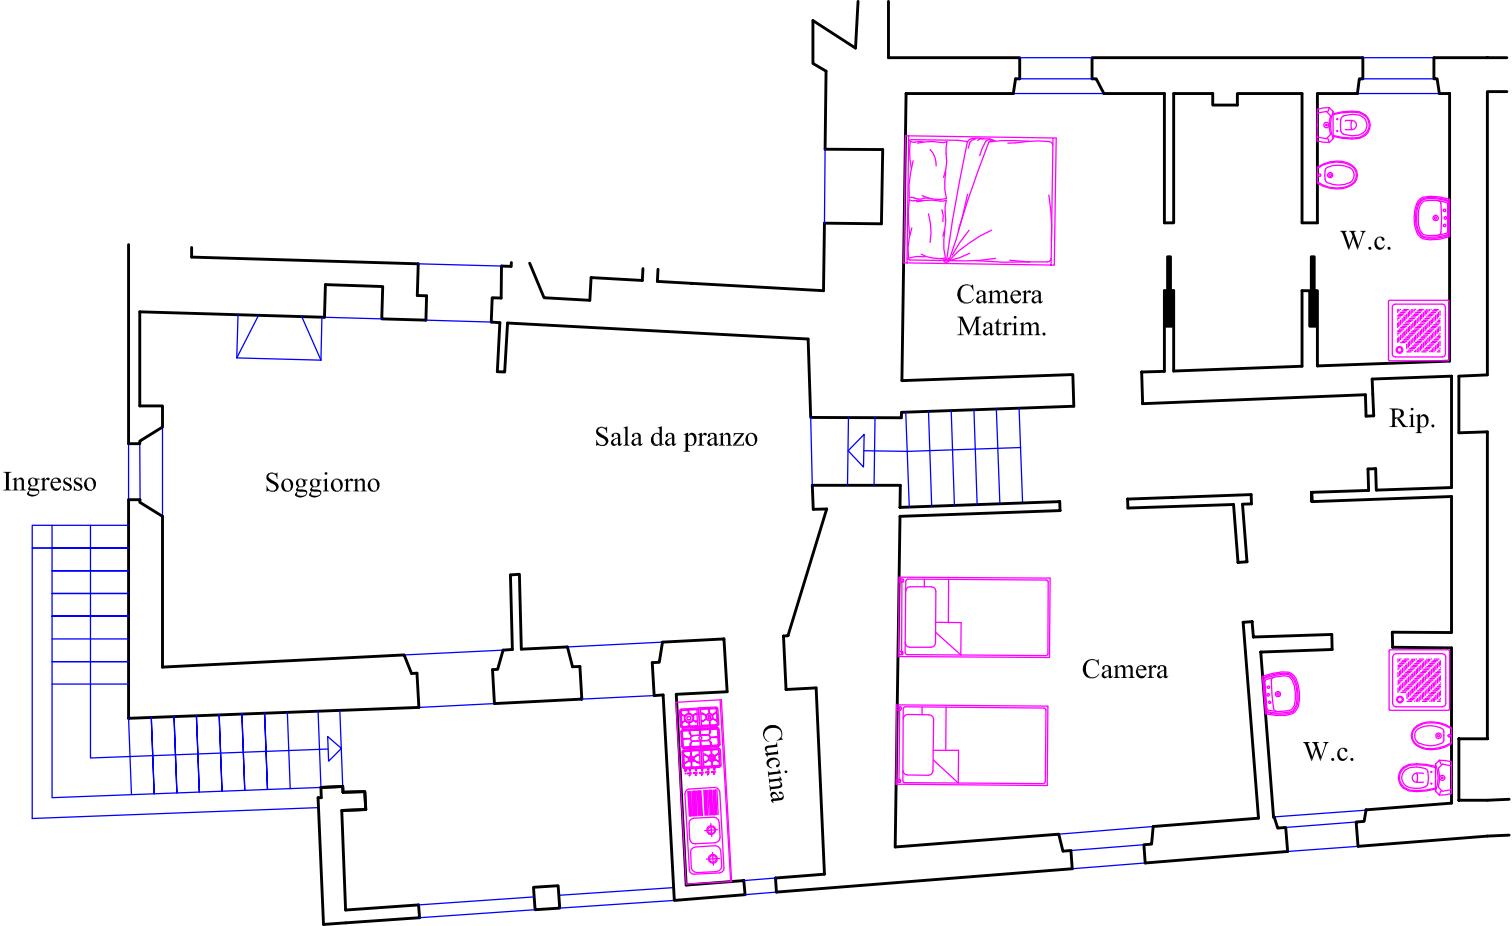 W.c.
Camera
Matrim.
Rip.
Sala da pranzo
Ingresso
Soggiorno
Camera
Cucina
W.c.